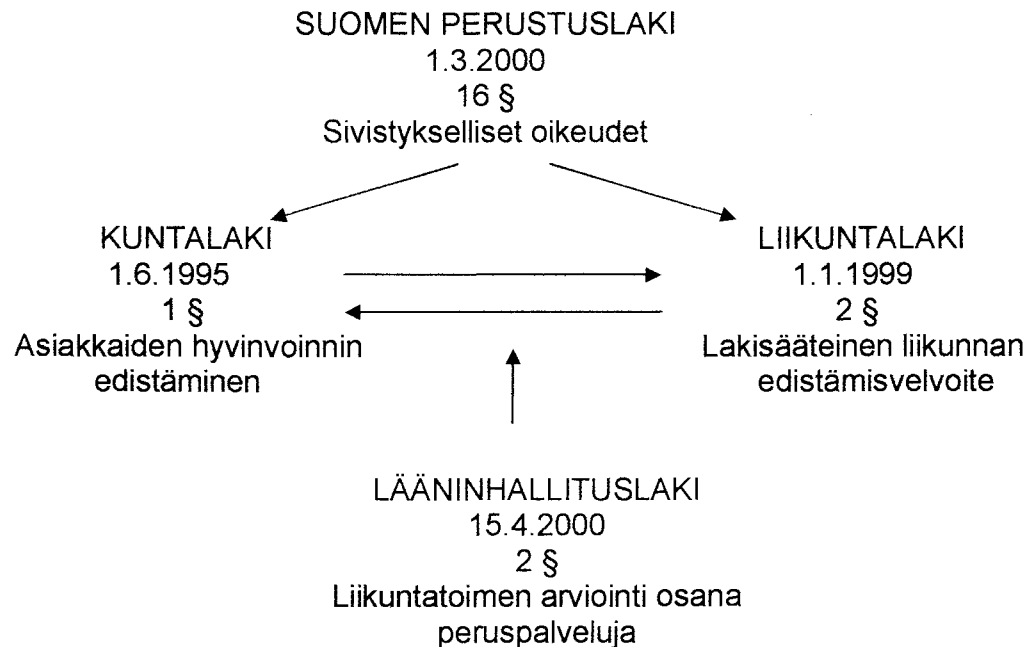 SUOMEN PERUSTUSLAKI
1.3.2000
16 §
Sivistykselliset oikeudet
KUNTALAKI
1.6.1995
1 §
Asiakkaiden hyvinvoinnin
edistäminen
LIIKUNTALAKI
1.1.1999
2 §
Lakisääteinen liikunnan
edistämisvelvoite
LÄÄNINHALLITUSLAKI
15.4.2000
2 §
Liikuntatoimen arviointi osana
peruspalveluja